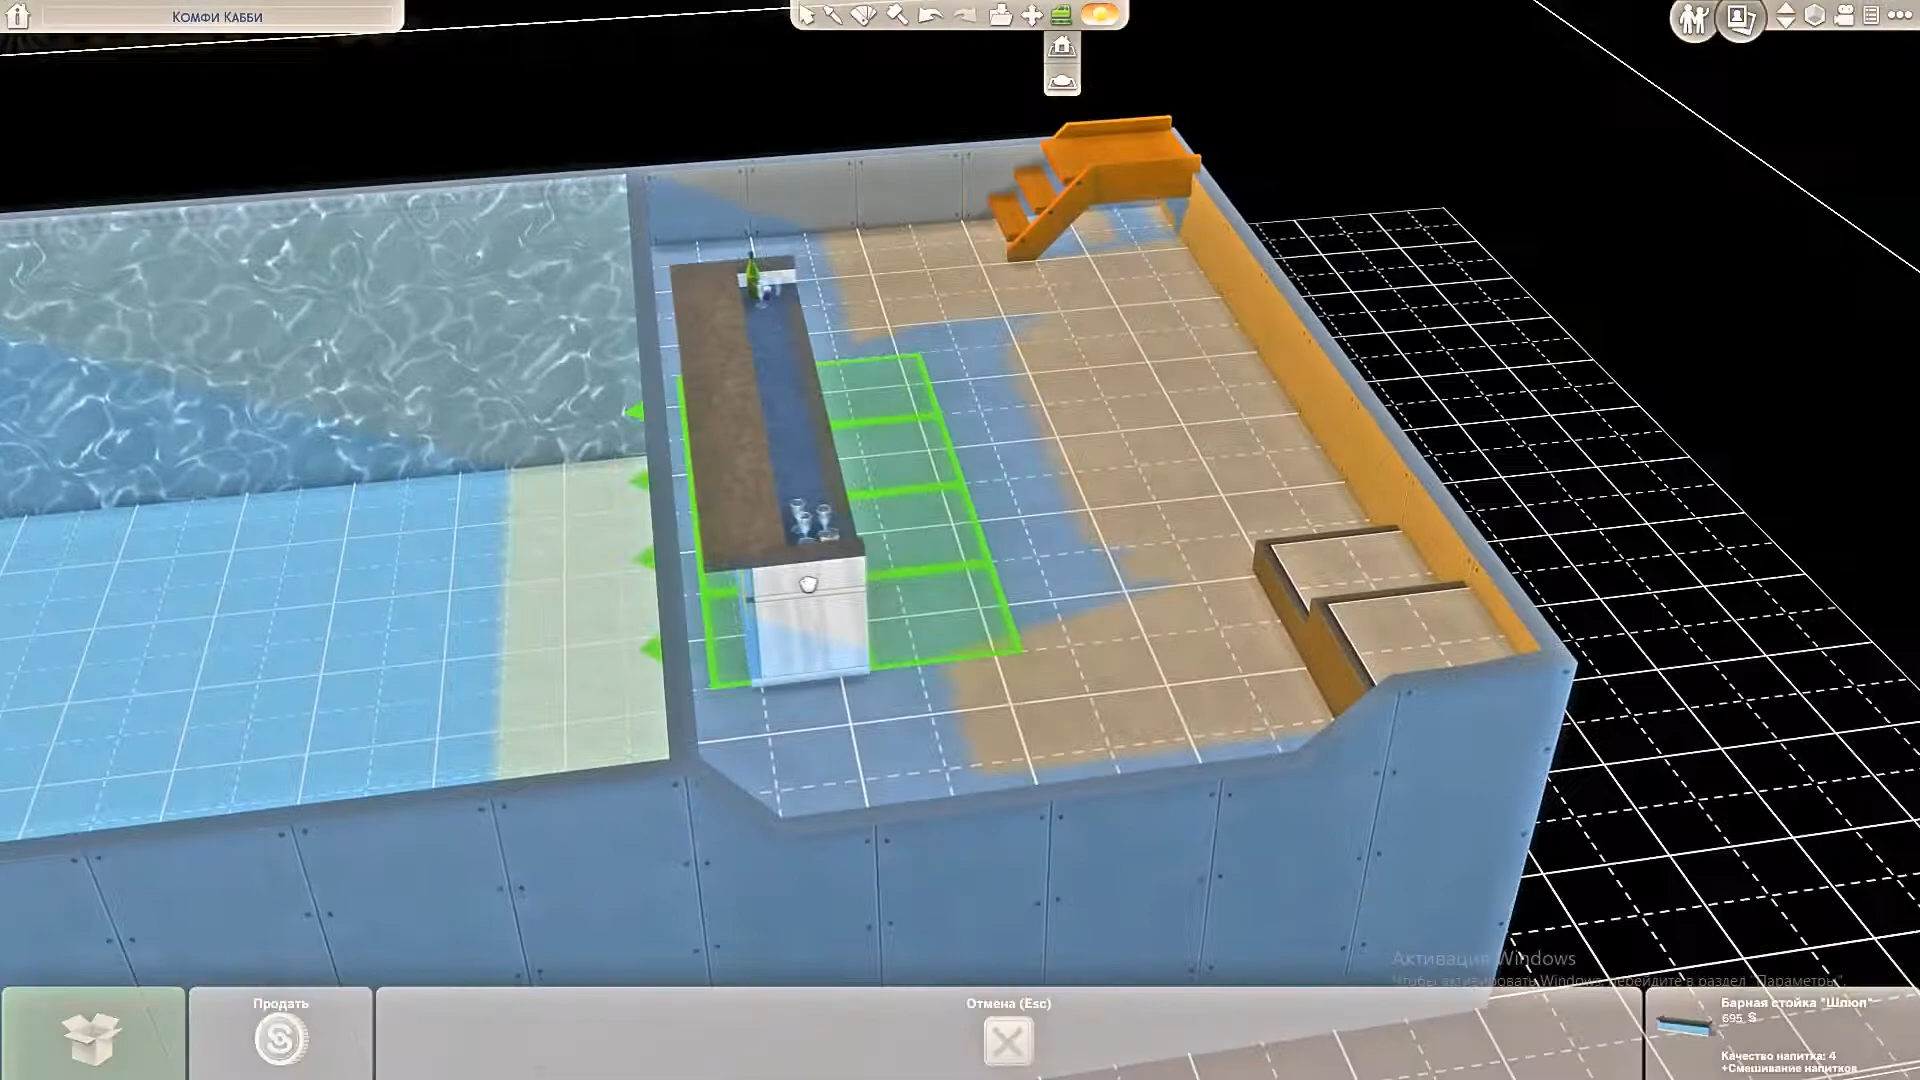 Комфи Кабби
Активация Windows
Чтобы активировать Windows, перейдите в раздел "Параметры".
Продать
Отмена (Esc)
Барная стойка "Шлюп"
695 §
Качество напитка: 4
+Смешивание напитков